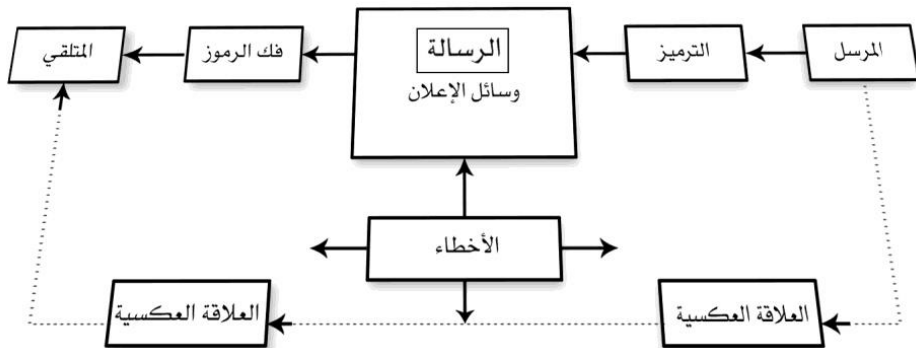 المرسل
الترميز
الرسالة
وسائل الإعلان
فك الرموز
المتلقي
الأخطاء
العلاقة العكسية
العلاقة العكسية